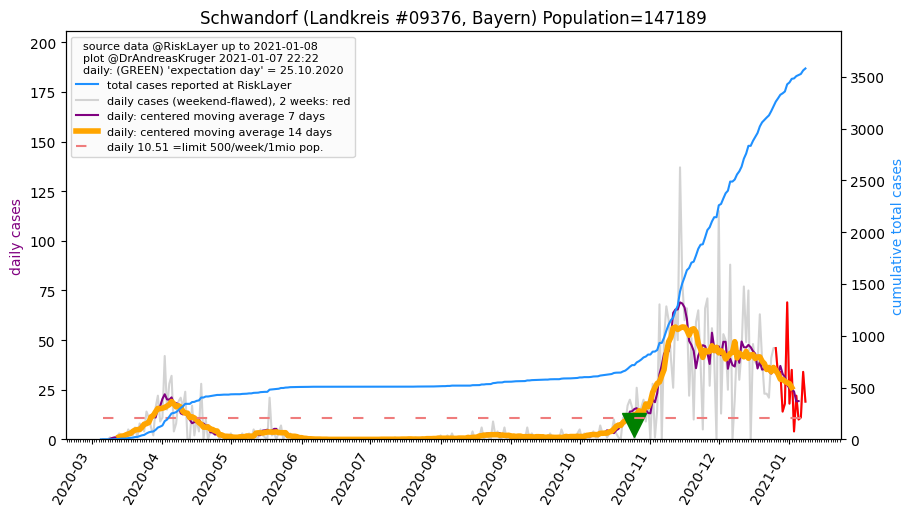 Schwandorf (Landkreis #09376, Bayern) Population=147189
source data @RiskLayer up to 2021-01-08
plot @DrAndreasKruger 2021-01-07 22:22
daily: (GREEN) 'expectation day' = 25.10.2020
total cases reported at RiskLayer
daily cases (weekend-flawed), 2 weeks: red
daily: centered moving average 7 days
daily: centered moving average 14 days
daily 10.51 =limit 500/week/1mio pop.
daily cases
200
175
150
125
100
75
50
25
0
cumulative total cases
3500
3000
2500
2000
1500
1000
500
0
2020-03
2020-04
2020-05
2020-06
2020-07
2020-08
2020-09
2020-10
2020-11
2020-12
2021-01